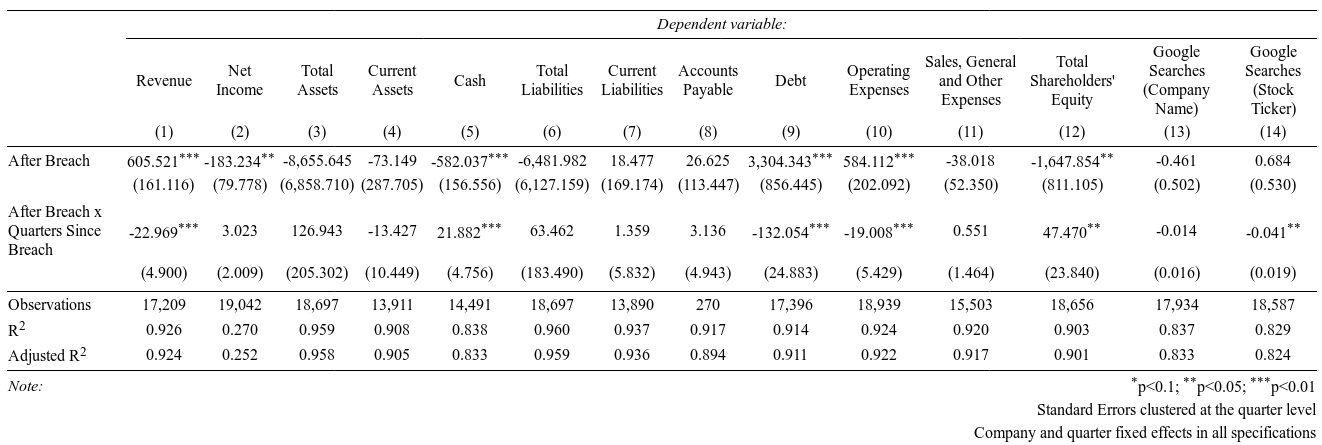 Dependent variable:
Revenue Net Income Total Assets Current Assets Cash Total Liabilities Current Liabilities Accounts Payable Debt Operating Expenses Sales, General and Other Expenses Total Shareholders' Equity Google Searches (Company Name) Google Searches (Stock Ticker)
(1) (2) (3) (4) (5) (6) (7) (8) (9) (10) (11) (12) (13) (14)
After Breach 605.521*** -183.234** -8,655.645 -73.149 -582.037*** -6,481.982 18.477 26.625 3,304.343*** 584.112*** -38.018 -1,647.854** -0.461 0.684
(161.116) (79.778) (6,858.710) (287.705) (156.556) (6,127.159) (169.174) (113.447) (856.445) (202.092) (52.350) (811.105) (0.502) (0.530)
After Breach x Quarters Since Breach -22.969*** 3.023 126.943 -13.427 21.882*** 63.462 1.359 3.136 -132.054*** -19.008*** 0.551 47.470** -0.014 -0.041**
(4.900) (2.009) (205.302) (10.449) (4.756) (183.490) (5.832) (4.943) (24.883) (5.429) (1.464) (23.840) (0.016) (0.019)
Observations 17,209 19,042 18,697 13,911 14,491 18,697 13,890 270 17,396 18,939 15,503 18,656 17,934 18,587
R2 0.926 0.270 0.959 0.908 0.838 0.960 0.937 0.917 0.914 0.924 0.920 0.903 0.837 0.829
Adjusted R2 0.924 0.252 0.958 0.905 0.833 0.959 0.936 0.894 0.911 0.922 0.917 0.901 0.833 0.824
Note: *p<0.1; **p<0.05; ***p<0.01
Standard Errors clustered at the quarter level
Company and quarter fixed effects in all specifications